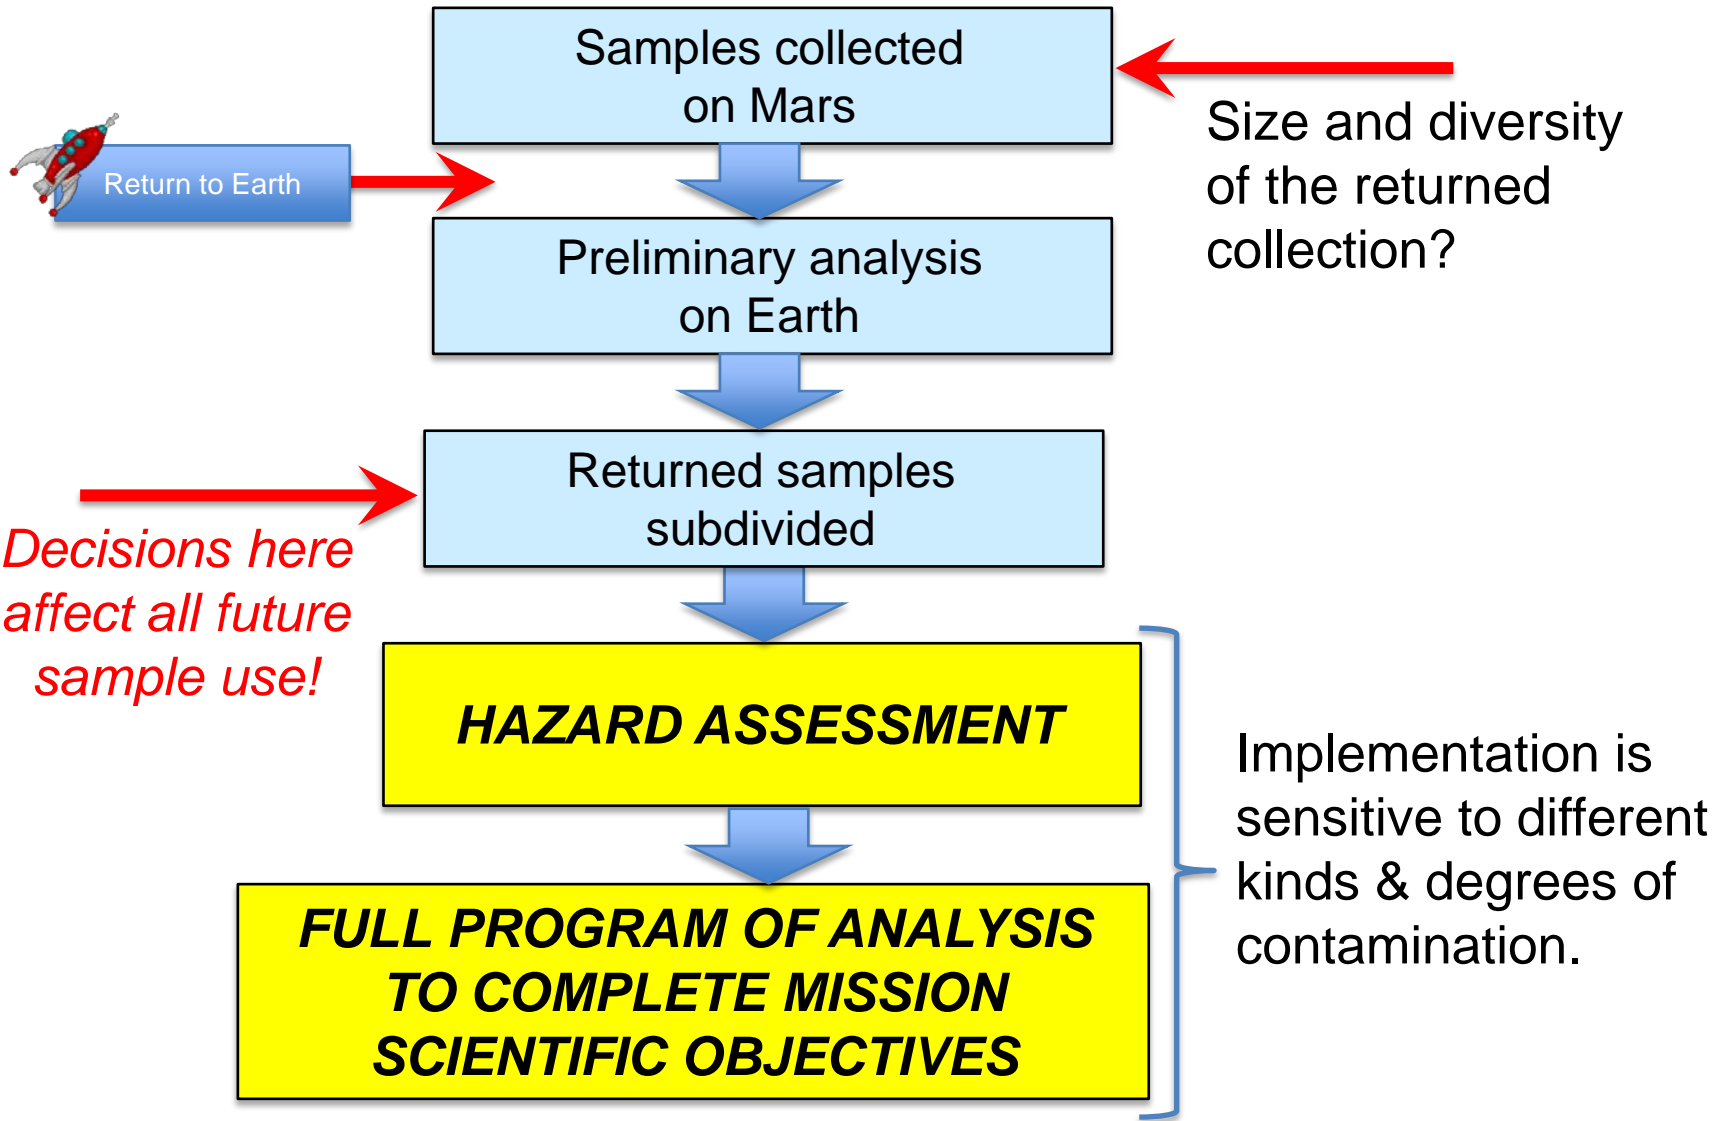 Samples collected
on Mars
Size and diversity
of the returned
collection?
Return to Earth
Preliminary analysis
on Earth
Returned samples
subdivided
Decisions here
affect all future
sample use!
HAZARD ASSESSMENT
Implementation is
sensitive to different
kinds & degrees of
contamination.
FULL PROGRAM OF ANALYSIS
TO COMPLETE MISSION
SCIENTIFIC OBJECTIVES